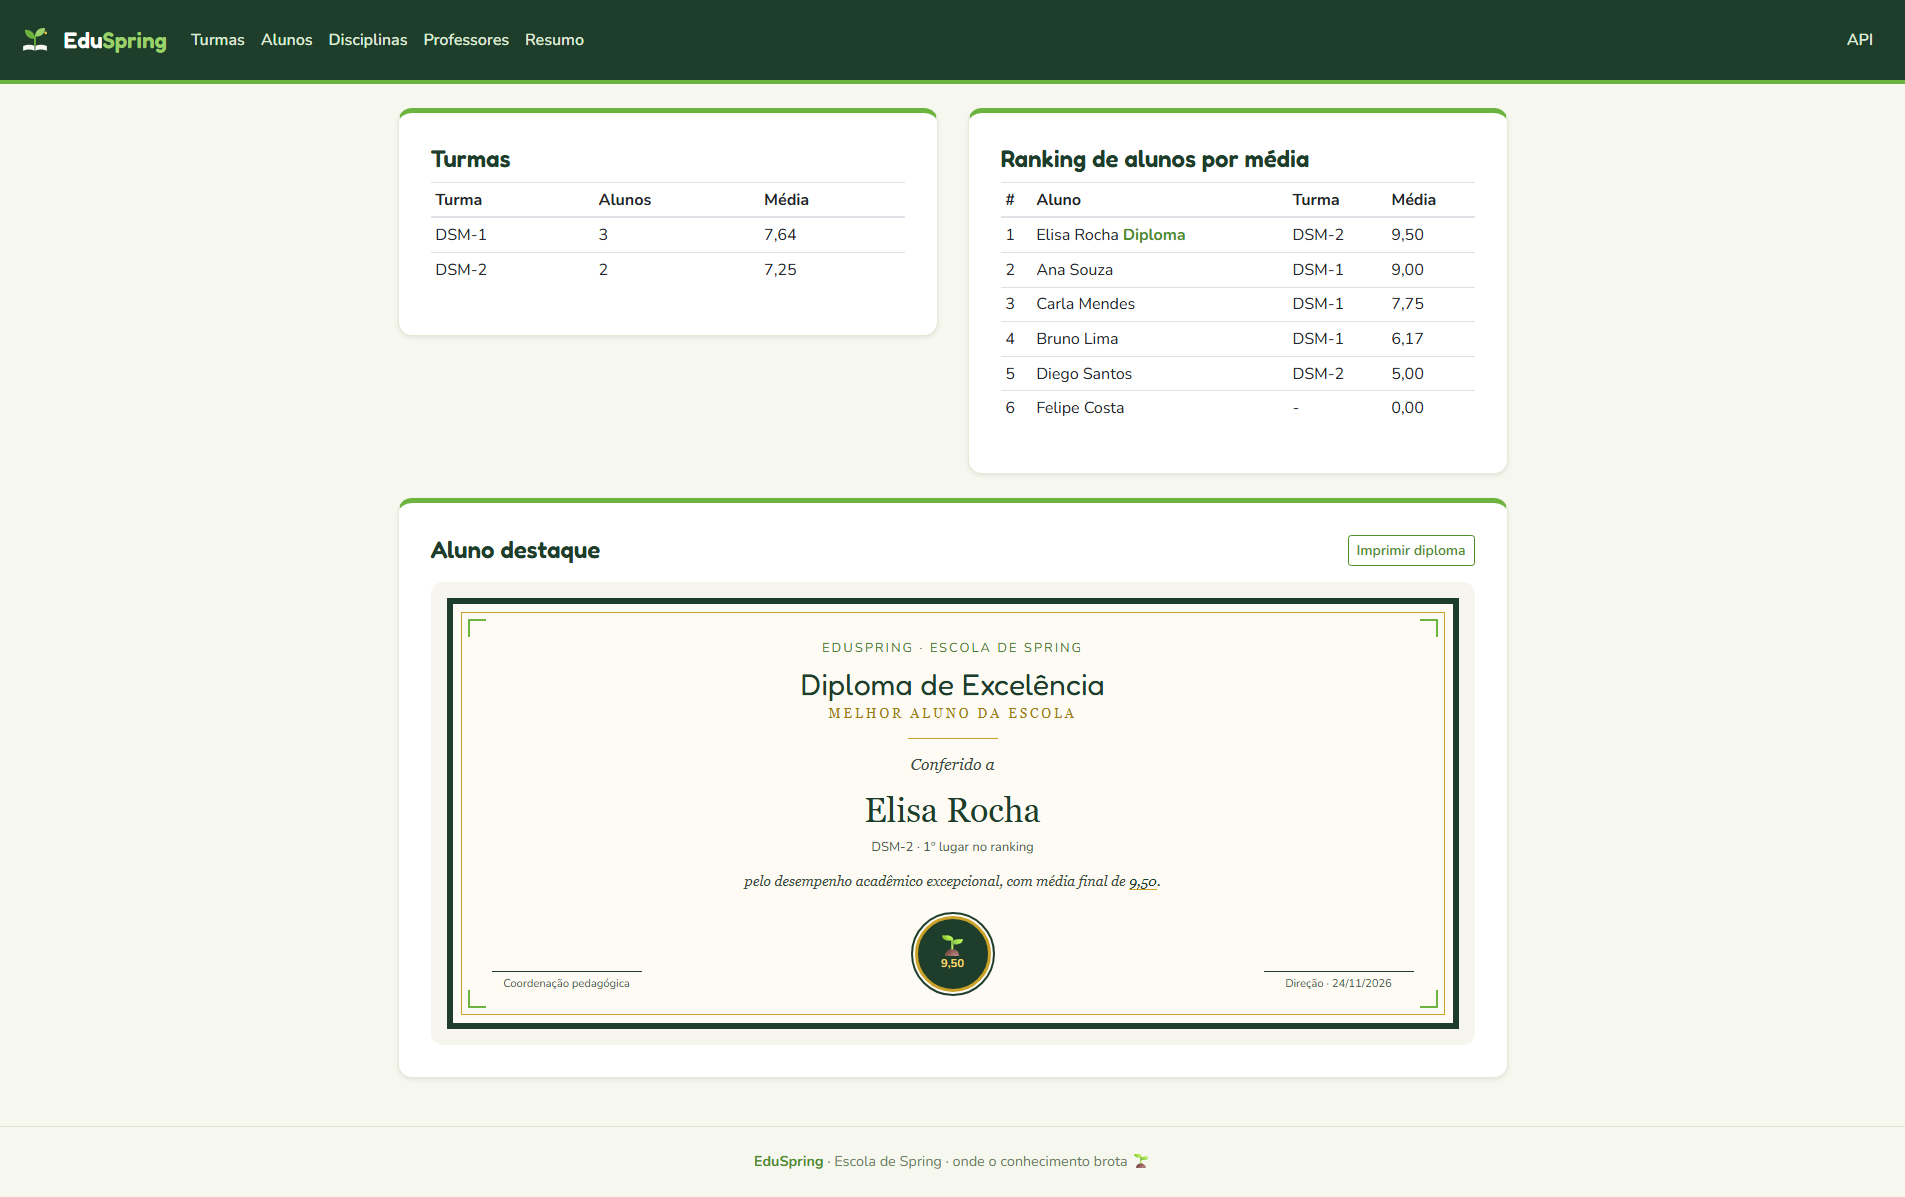 EduSpring Turmas Alunos Disciplinas Professores Resumo API
Turmas
Turma Alunos Média
DSM-1 3 7,64
DSM-2 2 7,25
Ranking de alunos por média
# Aluno Turma Média
1 Elisa Rocha Diploma DSM-2 9,50
2 Ana Souza DSM-1 9,00
3 Carla Mendes DSM-1 7,75
4 Bruno Lima DSM-1 6,17
5 Diego Santos DSM-2 5,00
6 Felipe Costa - 0,00
Aluno destaque
Imprimir diploma
EDUSPRING · ESCOLA DE SPRING
Diploma de Excelência
MELHOR ALUNO DA ESCOLA
Conferido a
Elisa Rocha
DSM-2 · 1º lugar no ranking
pelo desempenho acadêmico excepcional, com média final de 9,50.
9,50
Coordenação pedagógica
Direção · 24/11/2026
EduSpring · Escola de Spring · onde o conhecimento brota